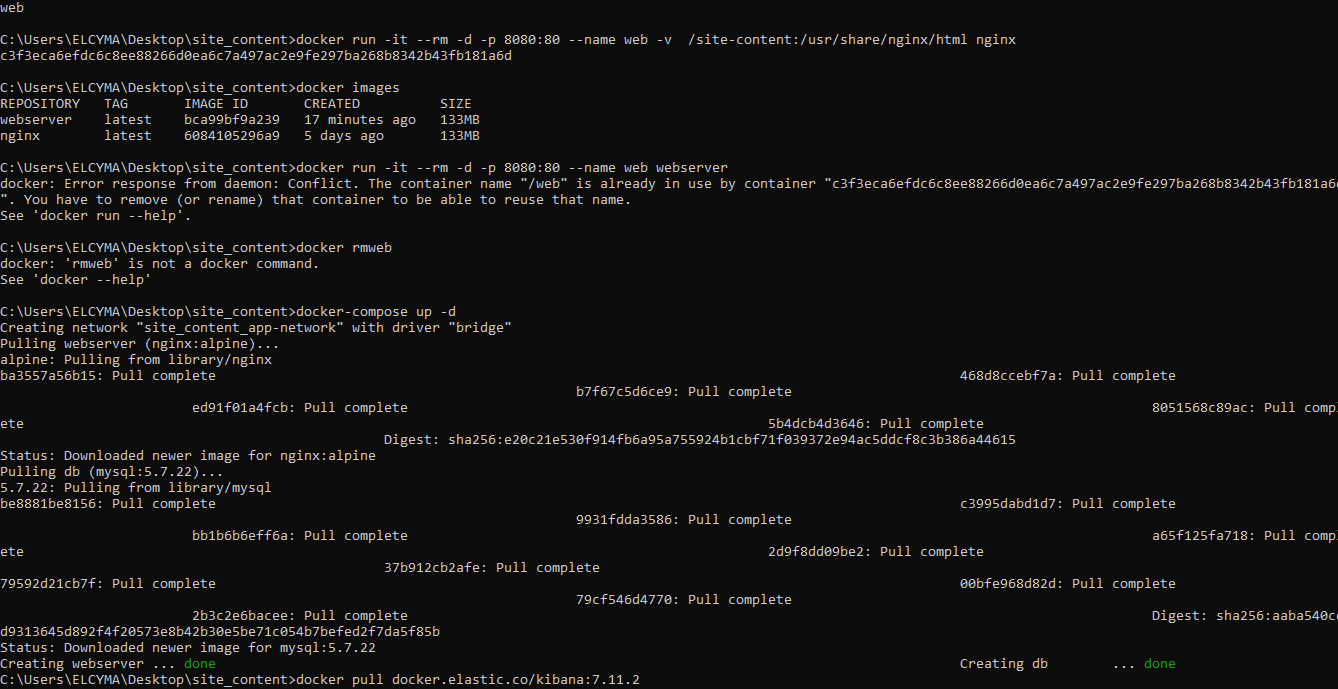 web
C:\Users\ELCYMA\Desktop\site_content>docker run -it --rm -d -p 8080:80 --name web -v  /site-content:/usr/share/nginx/html nginx
c3f3eca6efdc6c8ee88266d0ea6c7a497ac2e9fe297ba268b8342b43fb181a6d
C:\Users\ELCYMA\Desktop\site_content>docker images
REPOSITORY   TAG       IMAGE ID       CREATED          SIZE
webserver    latest    bca99bf9a239   17 minutes ago   133MB
nginx        latest    6084105296a9   5 days ago       133MB
C:\Users\ELCYMA\Desktop\site_content>docker run -it --rm -d -p 8080:80 --name web webserver
docker: Error response from daemon: Conflict. The container name "/web" is already in use by container "c3f3eca6efdc6c8ee88266d0ea6c7a497ac2e9fe297ba268b8342b43fb181a6
". You have to remove (or rename) that container to be able to reuse that name.
See 'docker run --help'.
C:\Users\ELCYMA\Desktop\site_content>docker rmweb
docker: 'rmweb' is not a docker command.
See 'docker --help'
C:\Users\ELCYMA\Desktop\site_content>docker-compose up -d
Creating network "site_content_app-network" with driver "bridge"
Pulling webserver (nginx:alpine)...
alpine: Pulling from library/nginx
ba3557a56b15: Pull complete 468d8ccebf7a: Pull complete
b7f67c5d6ce9: Pull complete
ed91f01a4fcb: Pull complete 8051568c89ac: Pull comp
ete 5b4dcb4d3646: Pull complete
Digest: sha256:e20c21e530f914fb6a95a755924b1cbf71f039372e94ac5ddcf8c3b386a44615
Status: Downloaded newer image for nginx:alpine
Pulling db (mysql:5.7.22)...
5.7.22: Pulling from library/mysql
be8881be8156: Pull complete c3995dabd1d7: Pull complete
9931fdda3586: Pull complete
bb1b6b6eff6a: Pull complete a65f125fa718: Pull comp
ete 2d9f8dd09be2: Pull complete
37b912cb2afe: Pull complete
79592d21cb7f: Pull complete 00bfe968d82d: Pull complete
79cf546d4770: Pull complete
2b3c2e6bacee: Pull complete Digest: sha256:aaba540c
d9313645d892f4f20573e8b42b30e5be71c054b7befed2f7da5f85b
Status: Downloaded newer image for mysql:5.7.22
Creating webserver ... done Creating db ... done
C:\Users\ELCYMA\Desktop\site_content>docker pull docker.elastic.co/kibana:7.11.2